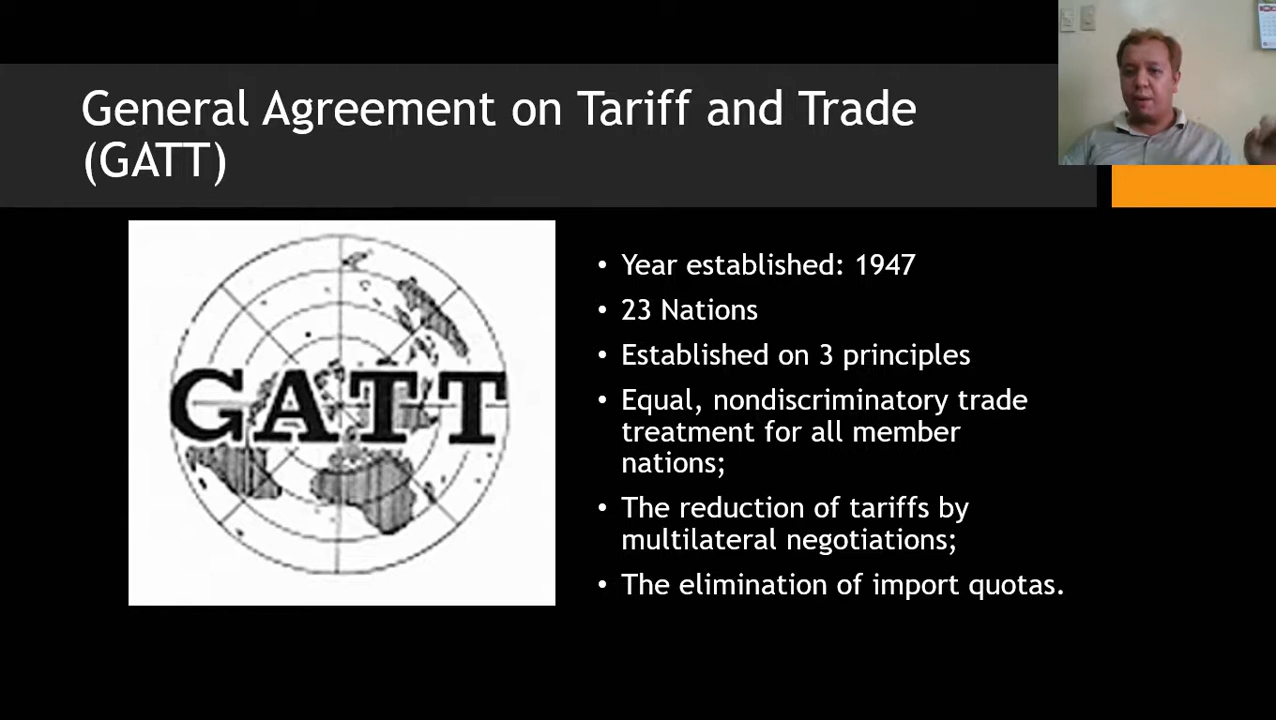 General Agreement on Tariff and Trade
(GATT)
GATT
• Year established: 1947
• 23 Nations
• Established on 3 principles
• Equal, nondiscriminatory trade
treatment for all member
nations;
• The reduction of tariffs by
multilateral negotiations;
• The elimination of import quotas.